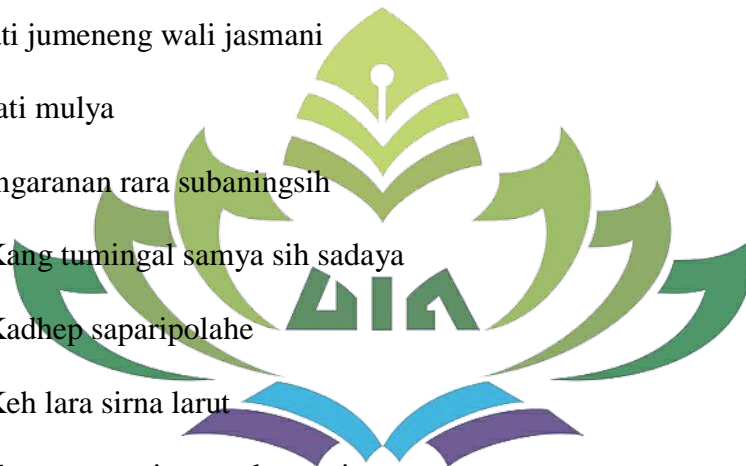 ti jumeneng wali jasmani
ati mulya
ngaranan rara subaningsih
Kang tumingal samya sih sadaya
UIN
Kadhep saparipolahe
Keh lara sirna larut